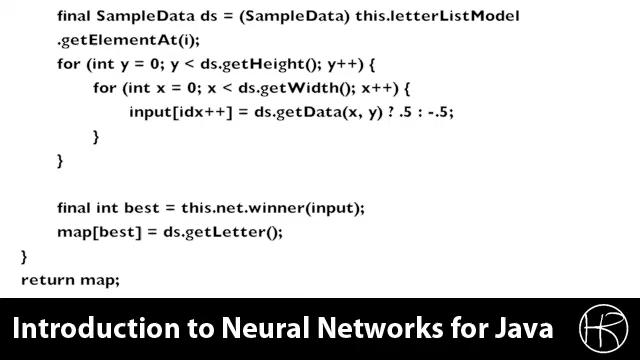 final SampleData ds = (SampleData) this.letterListModel
.getElementAt(i);
for (int y = 0; y < ds.getHeight(); y++) {
for (int x = 0; x < ds.getWidth(); x++) {
input[idx++] = ds.getData(x, y) ? .5 : -.5;
}
}
final int best = this.net.winner(input);
map[best] = ds.getLetter();
}
return map;
Introduction to Neural Networks for Java
HR